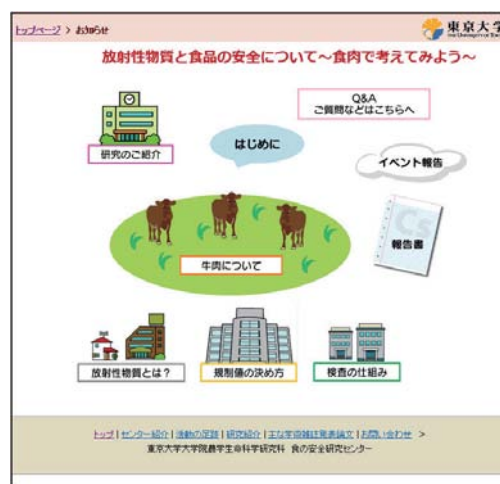 トップページ > お知らせ
東京大学
放射性物質と食品の安全について～食肉で考えてみよう～
Q&A
ご質問などはこちらへ
研究のご紹介
はじめに
イベント報告
Cs
報告書
牛肉について
放射性物質とは？
規制値の決め方
検査の仕組み
トップ | センター紹介 | 活動の足跡 | 研究紹介 | 主な学術雑誌発表論文 | お問い合わせ >
東京大学大学院農学生命科学研究科 食の安全研究センター